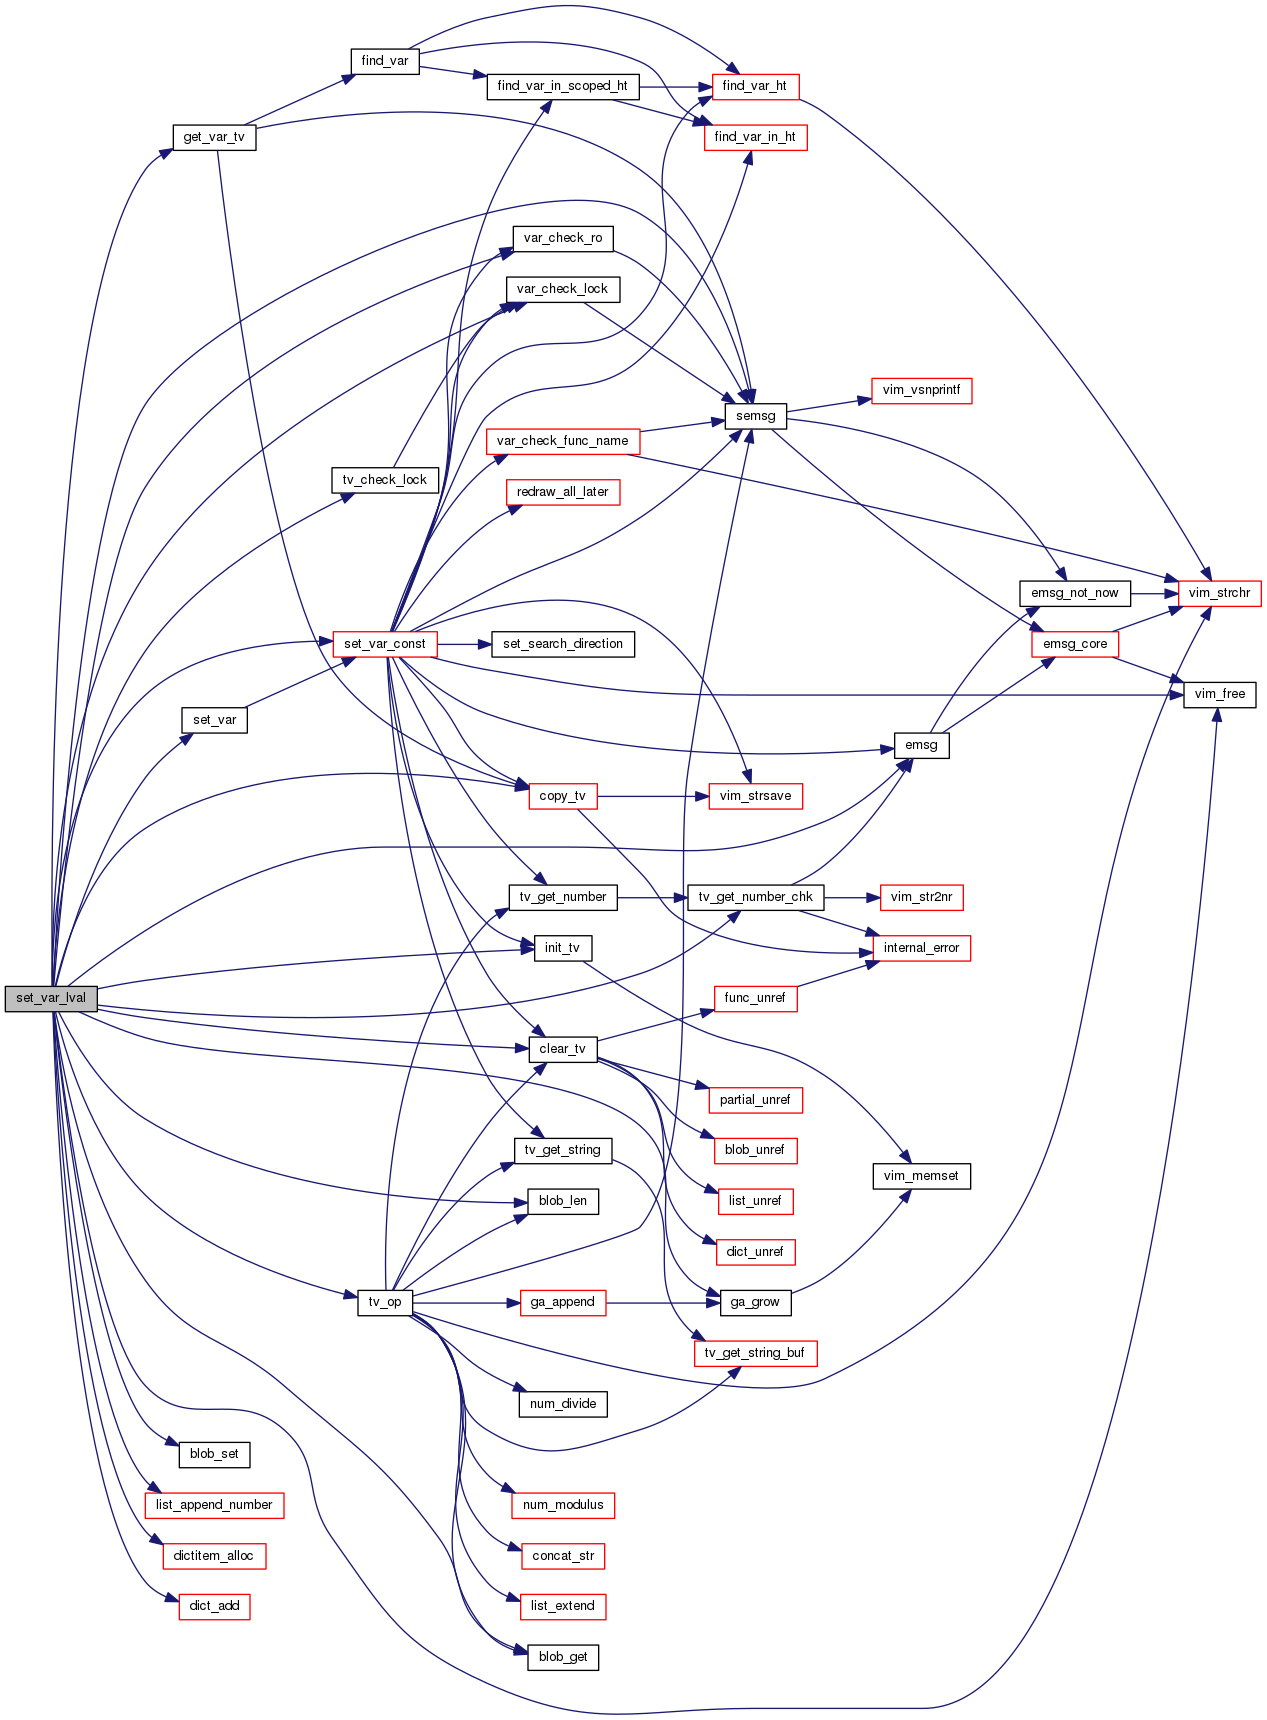 find_var
find_var_in_scoped_ht
find_var_ht
get_var_tv
find_var_in_ht
var_check_ro
var_check_lock
vim_vsnprintf
semsg
var_check_func_name
tv_check_lock
redraw_all_later
emsg_not_now
vim_strchr
set_var_const
set_search_direction
emsg_core
vim_free
set_var
emsg
copy_tv
vim_strsave
tv_get_number
tv_get_number_chk
vim_str2nr
init_tv
internal_error
set_var_lval
func_unref
clear_tv
partial_unref
tv_get_string
blob_unref
vim_memset
blob_len
list_unref
dict_unref
tv_op
ga_append
ga_grow
tv_get_string_buf
num_divide
blob_set
list_append_number
num_modulus
dictitem_alloc
concat_str
dict_add
list_extend
blob_get